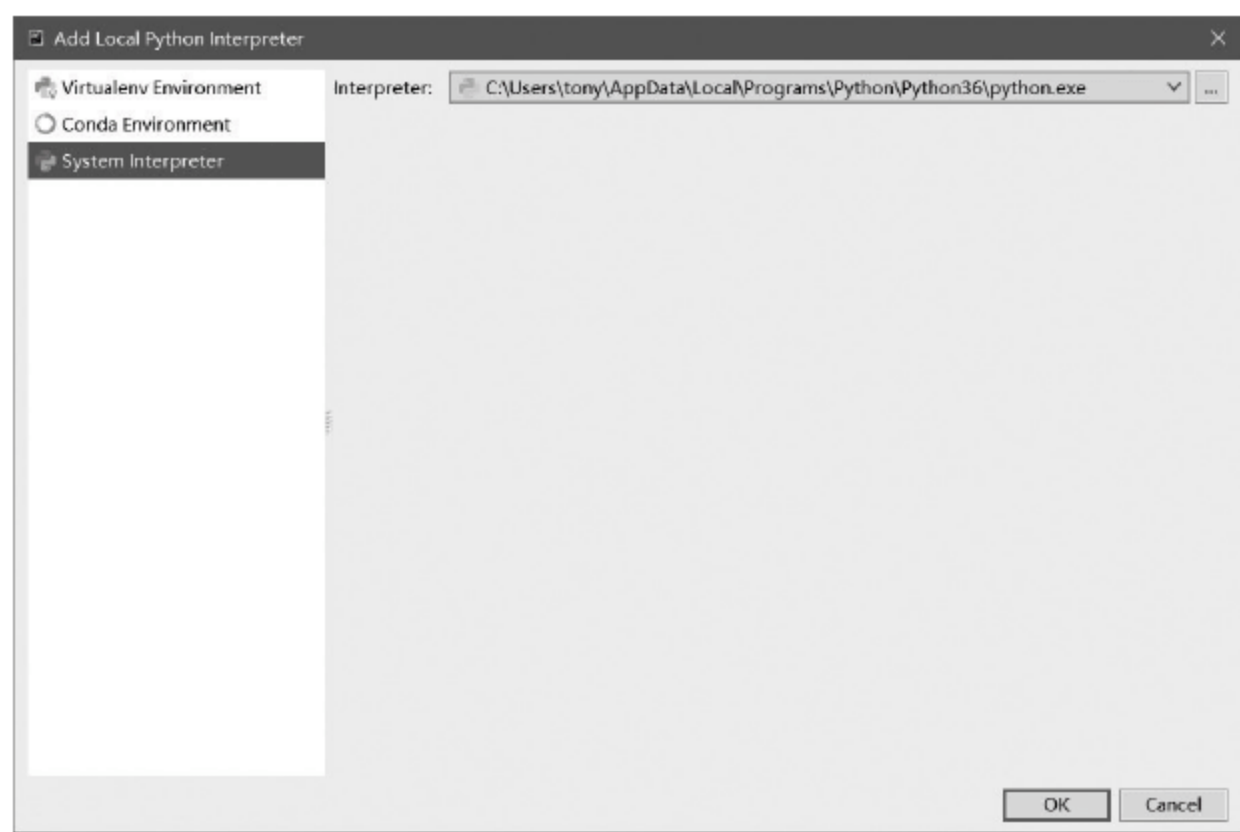 Add Local Python Interpreter
Virtualenv Environment
Interpreter: C:\Users\tony\AppData\Local\Programs\Python\Python36\python.exe ...
Conda Environment
System Interpreter
OK Cancel